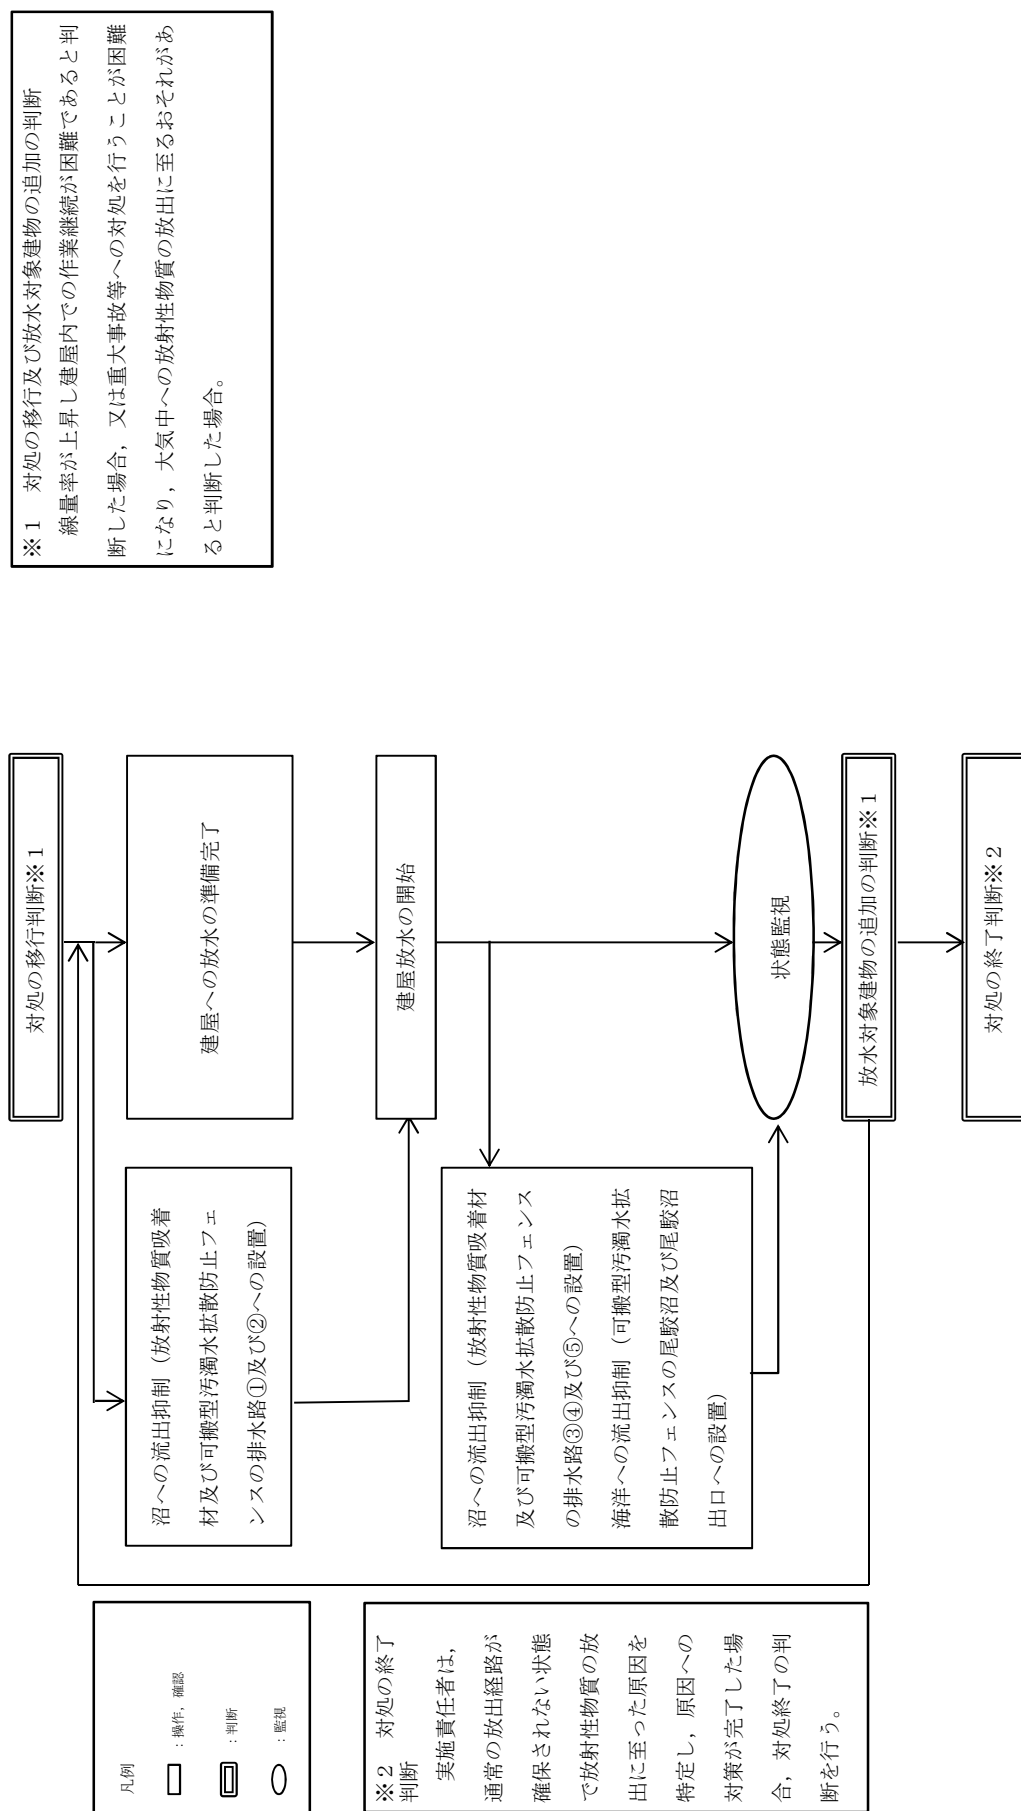 凡例
：操作，確認
：判断
：監視
※２　対処の終了
判断
実施責任者は，
通常の放出経路が
確保されない状態
で放射性物質の放
出に至った原因を
特定し，原因への
対策が完了した場
合，対処終了の判
断を行う。
対処の移行判断※１
沼への流出抑制（放射性物質吸着
材及び可搬型汚濁水拡散防止フェ
ンスの排水路①及び②への設置）
建屋への放水の準備完了
建屋放水の開始
沼への流出抑制（放射性物質吸着材
及び可搬型汚濁水拡散防止フェンス
の排水路③④及び⑤への設置）
海洋への流出抑制（可搬型汚濁水拡
散防止フェンスの尾駮沼及び尾駮沼
出口への設置）
状態監視
放水対象建物の追加の判断※１
対処の終了判断※２
※１　対処の移行及び放水対象建物の追加の判断
線量率が上昇し建屋内での作業継続が困難であると判
断した場合，又は重大事故等への対処を行うことが困難
になり，大気中への放射性物質の放出に至るおそれがあ
ると判断した場合。